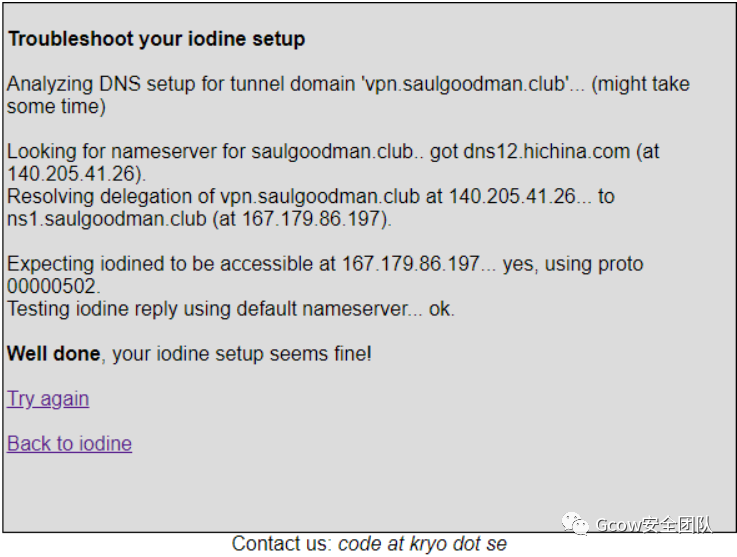 Troubleshoot your iodine setup
Analyzing DNS setup for tunnel domain 'vpn.saulgoodman.club'... (might take
some time)
Looking for nameserver for saulgoodman.club.. got dns12.hichina.com (at
140.205.41.26).
Resolving delegation of vpn.saulgoodman.club at 140.205.41.26... to
ns1.saulgoodman.club (at 167.179.86.197).
Expecting iodined to be accessible at 167.179.86.197... yes, using proto
00000502.
Testing iodine reply using default nameserver... ok.
Well done, your iodine setup seems fine!
Try again
Back to iodine
Gcow安全团队
Contact us: code at kryo dot se